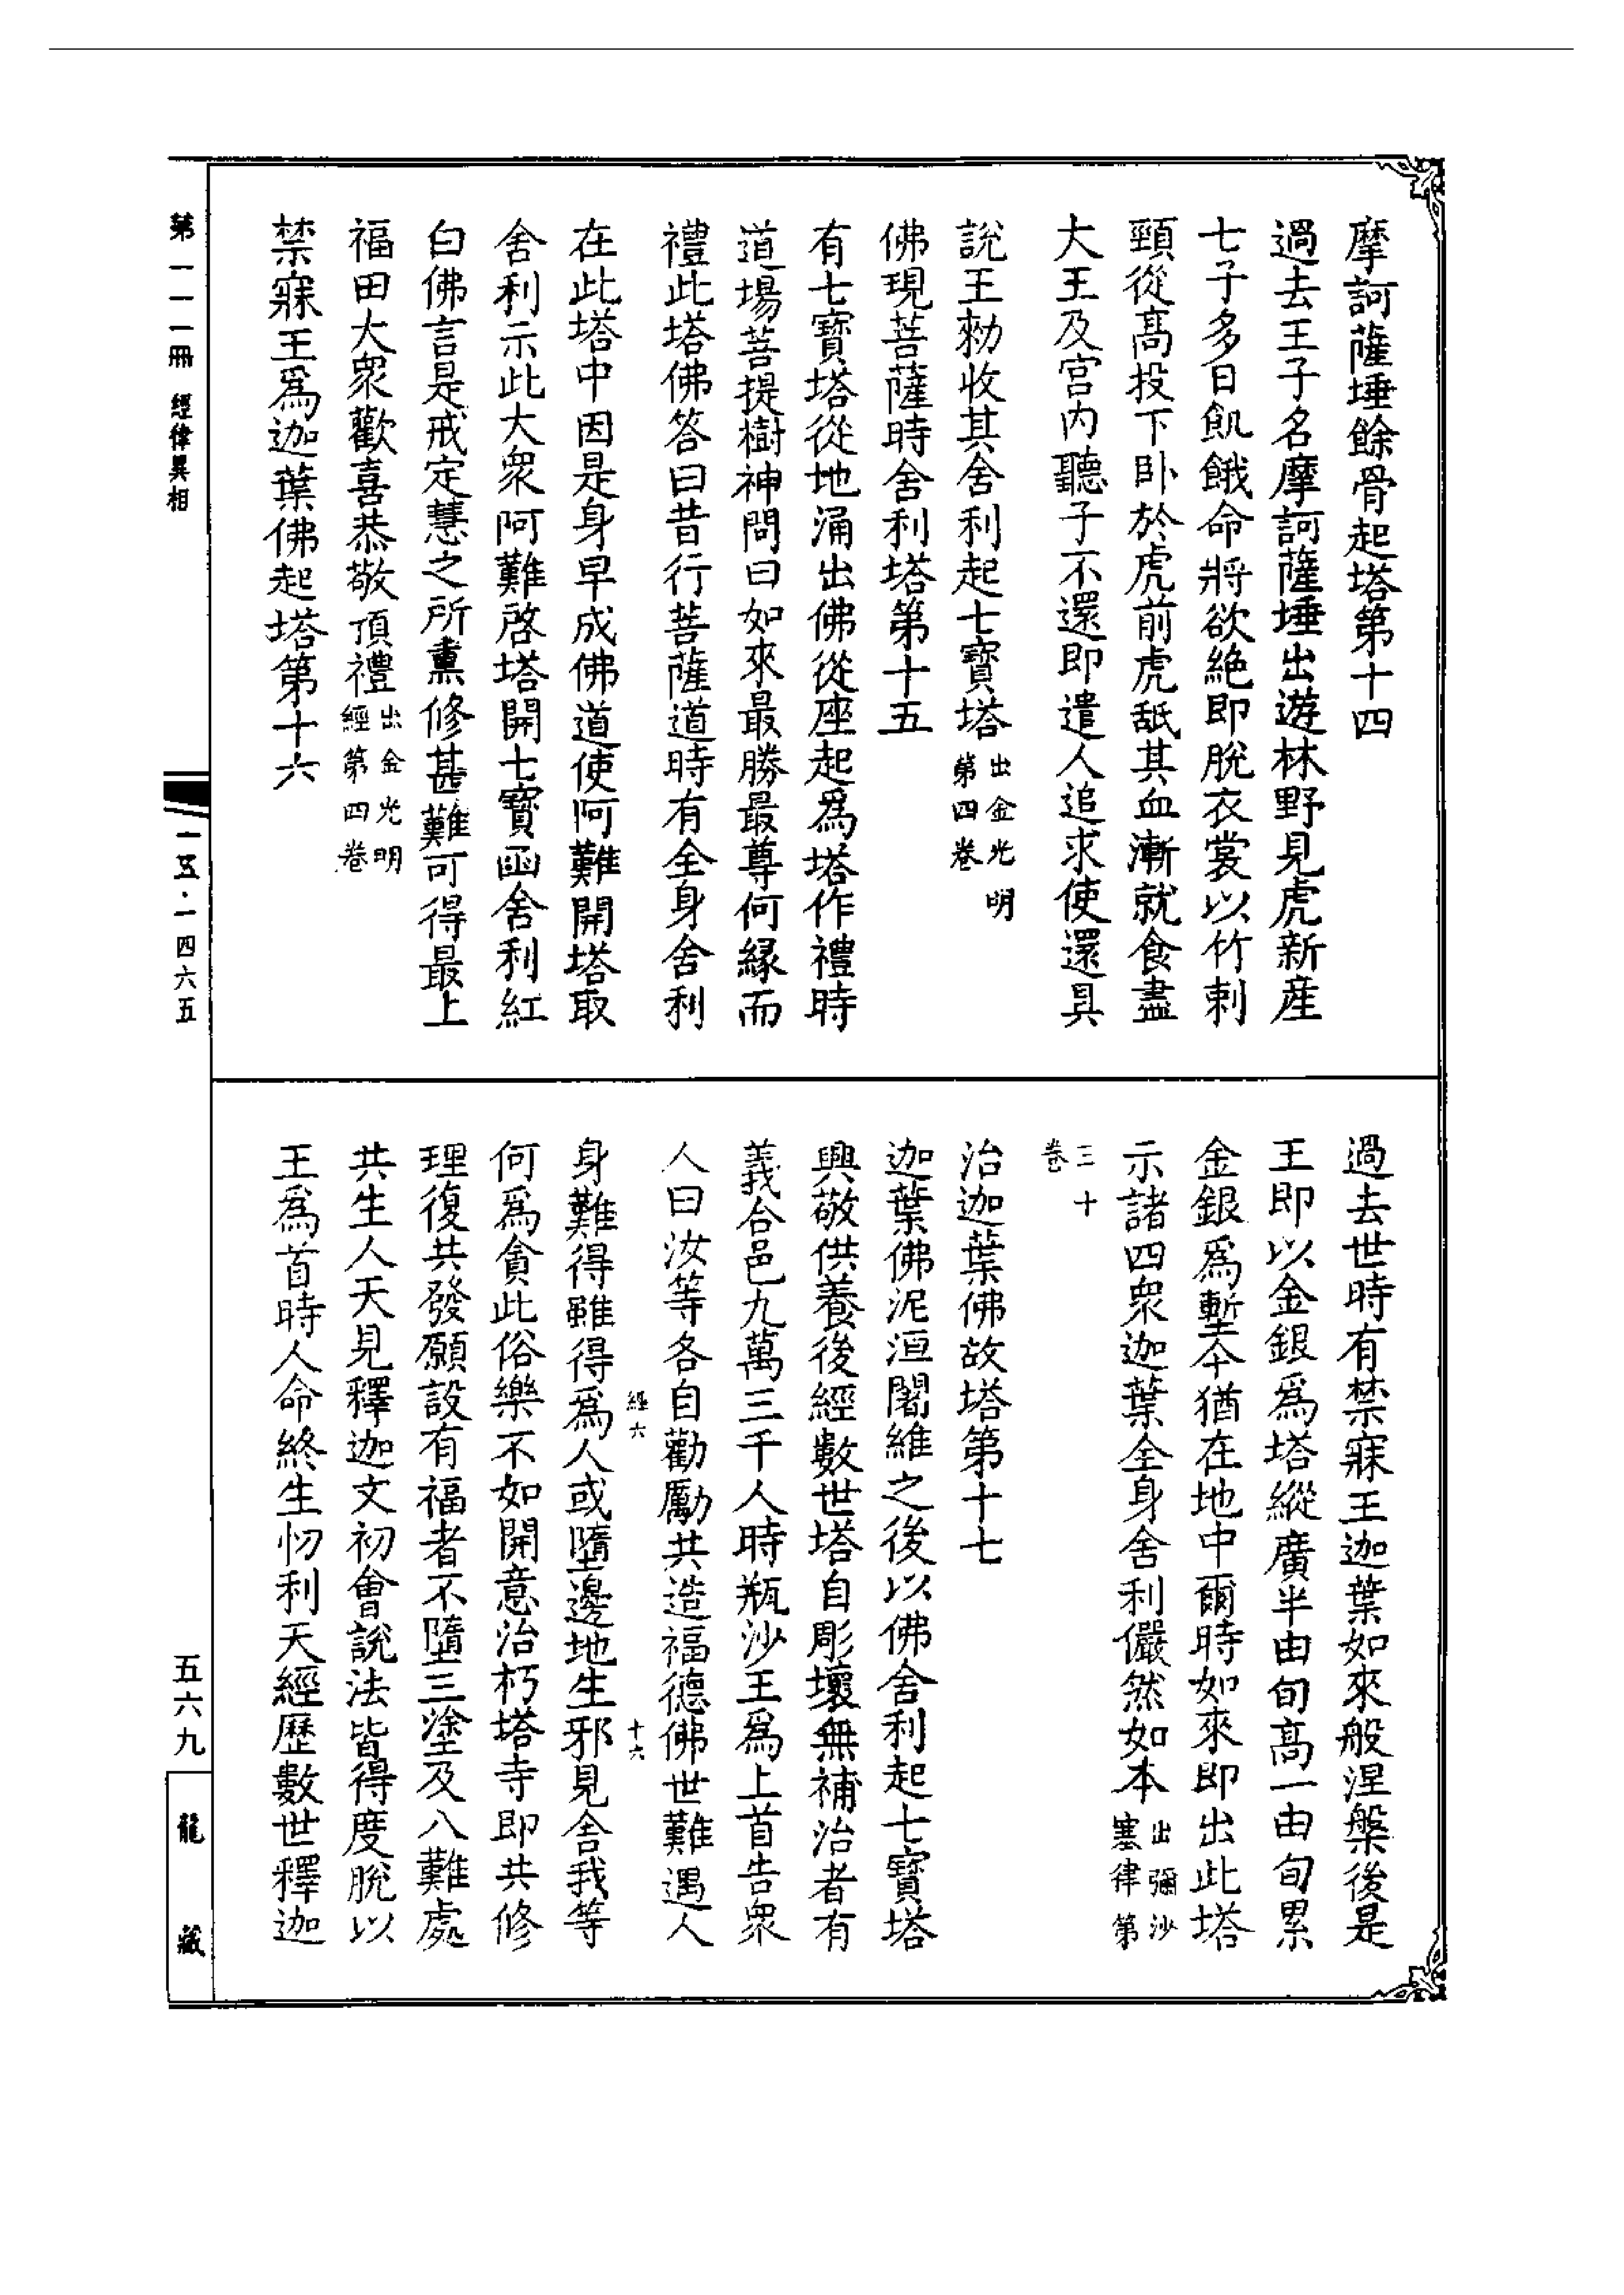 摩訶薩埵餘骨起塔第十四
過去王子名摩訶薩埵出遊林野見虎新產
七子多日飢餓命將欲絶即脫衣裳以竹刺
頸從高投下卧於虎前虎舐其血漸就食盡
大王及宮內聽子不還即遣人追求使還具
說王勑收其舍利起七寶塔出金光明第四卷
佛現菩薩時舍利塔第十五
有七寶塔從地涌出佛從座起爲塔作禮時
道場菩提樹神問曰如來最勝最尊何緣而
禮此塔佛答曰昔行菩薩道時有全身舍利
在此塔中因是身早成佛道使阿難開塔取
舍利示此大衆阿難啓塔開七寶函舍利紅
白佛言是戒定慧之所熏修甚難可得最上
福田大衆歡喜恭敬頂禮出金光明經第四卷
禁寐王爲迦葉佛起塔第十六
過去世時有禁寐王迦葉如來般涅槃後是
王即以金銀爲塔縱廣半由旬高一由旬累
金銀爲塹今猶在地中爾時如來即出此塔
示諸四衆迦葉全身舍利儼然如本出彌沙塞律第
三十卷
治迦葉佛故塔第十七
迦葉佛泥洹闍維之後以佛舍利起七寶塔
興敬供養後經數世塔自彫壞無補治者有
義合邑九萬三千人時瓶沙王爲上首告衆
人曰汝等各自勸勵共造福德佛世難遇人
經六 十六
身難得雖得爲人或墮邊地生邪見舍我等
何爲貪此俗樂不如開意治朽塔寺即共修
理復共發願設有福者不墮三塗及八難處
共生人天見釋迦文初會說法皆得度脫以
王爲首時人命終生忉利天經歷數世釋迦
第一一一冊 經律異相
一五·一四六五
五六九
龍藏